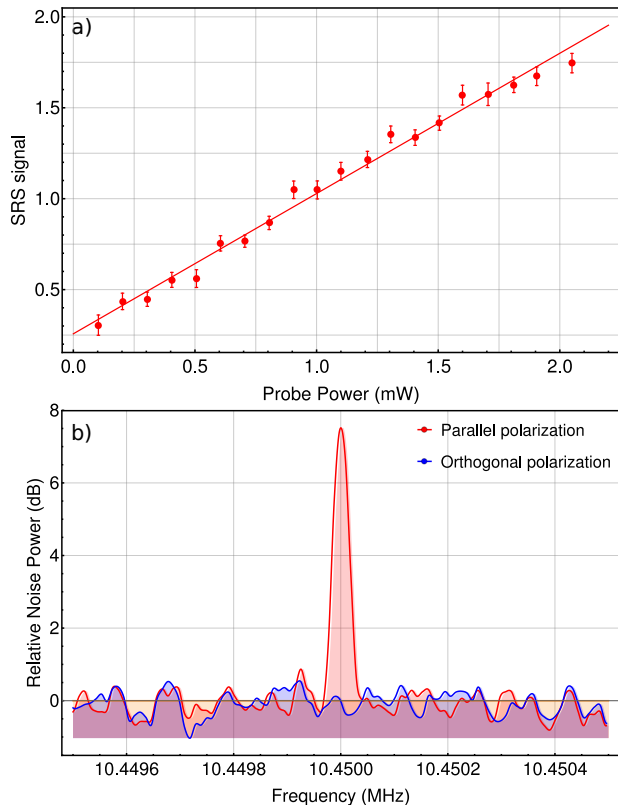 a)
2.0
1.5
1.0
0.5
SRS signal
0.0 0.5 1.0 1.5 2.0
Probe Power (mW)
b)
8
6
4
2
0
Relative Noise Power (dB)
Parallel polarization
Orthogonal polarization
10.4496 10.4498 10.4500 10.4502 10.4504
Frequency (MHz)